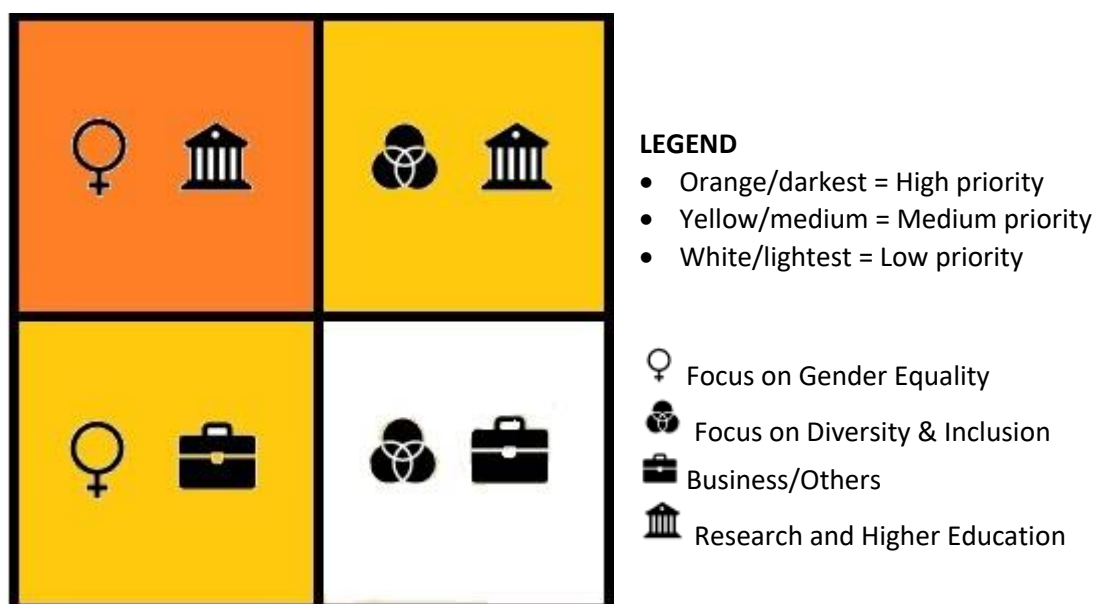 LEGEND
• Orange/darkest = High priority
• Yellow/medium = Medium priority
• White/lightest = Low priority
Focus on Gender Equality
Focus on Diversity & Inclusion
Business/Others
Research and Higher Education